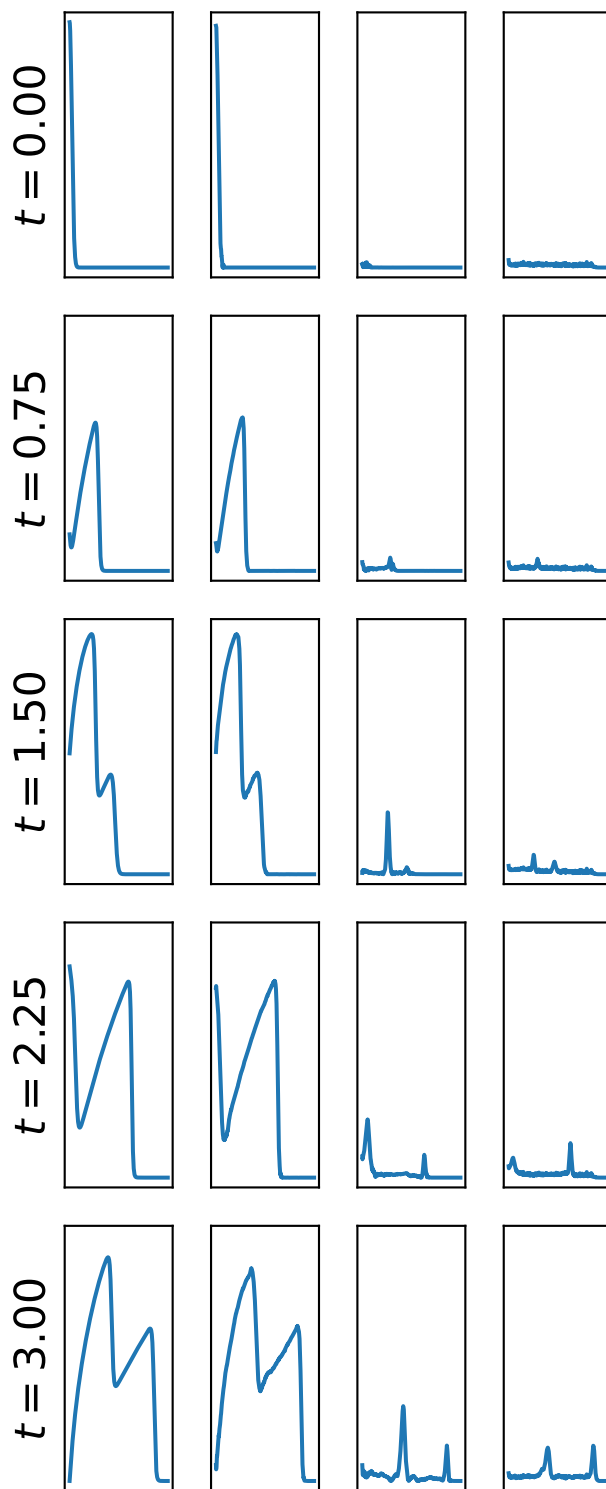 t = 0.00
t = 0.75
t = 1.50
t = 2.25
t = 3.00